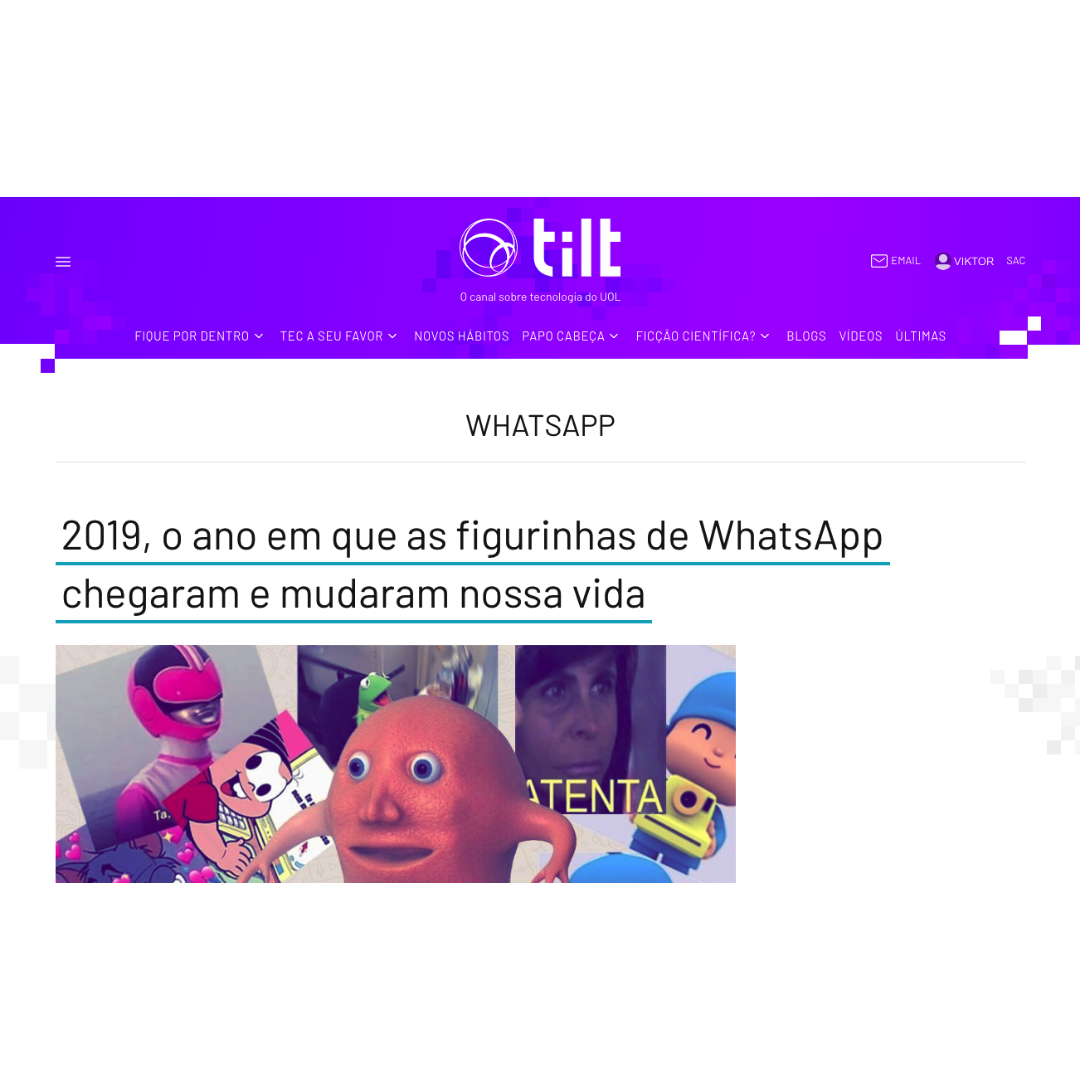 tilt
O canal sobre tecnologia do UOL
EMAIL VIKTOR SAC
FIQUE POR DENTRO TEC A SEU FAVOR NOVOS HÁBITOS PAPO CABEÇA FICÇÃO CIENTÍFICA? BLOGS VÍDEOS ÚLTIMAS
WHATSAPP
2019, o ano em que as figurinhas de WhatsApp
chegaram e mudaram nossa vida
ATENTA
Ta,